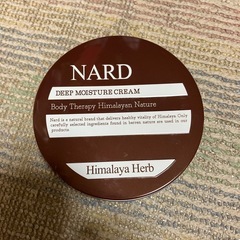 NARD
DEEP MOISTURE CREAM
Body Therapy Himalayan Nature
Nard is a natural brand that delivers healthy vitality of Himalaya Only
carefully selected ingredients found in barren nature are used in our
products.
Himalaya Herb